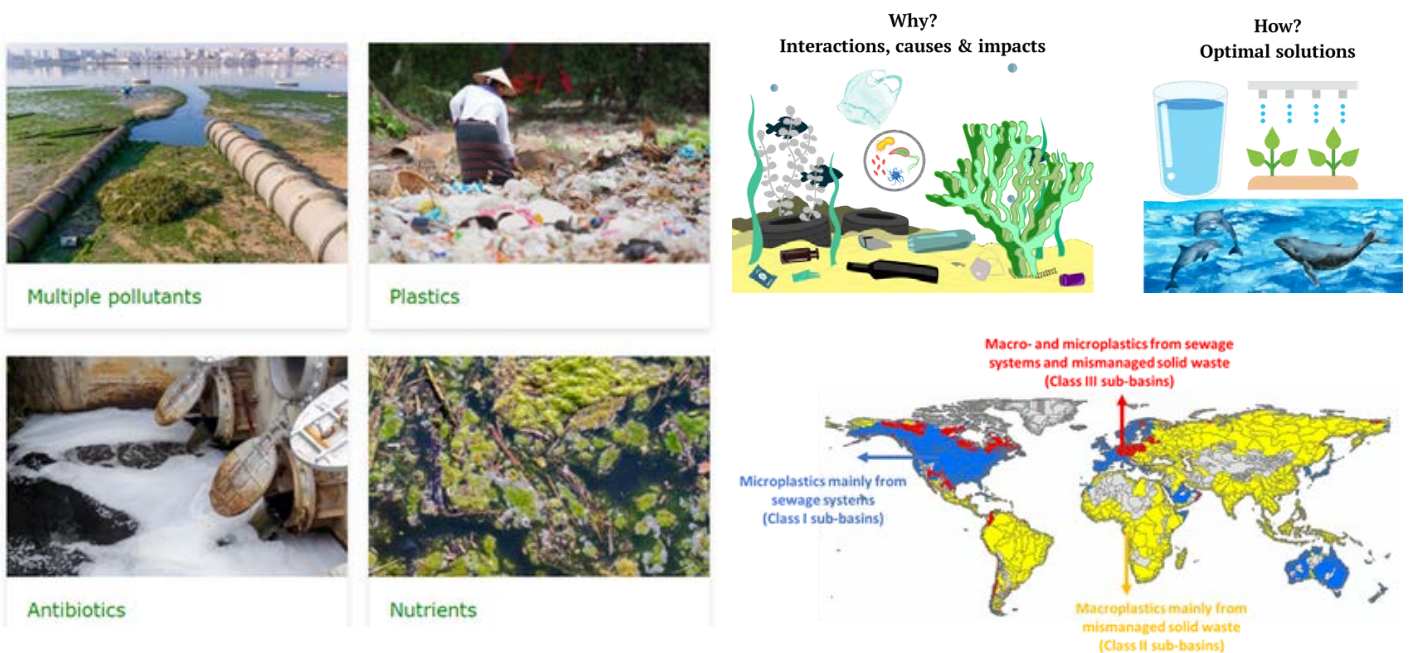 Multiple pollutants
Plastics
Antibiotics
Nutrients
Why?
Interactions, causes & impacts
How?
Optimal solutions
Macro- and microplastics from sewage
systems and mismanaged solid waste
(Class III sub-basins)
Microplastics mainly from
sewage systems
(Class I sub-basins)
Macroplastics mainly from
mismanaged solid waste
(Class II sub-basins)